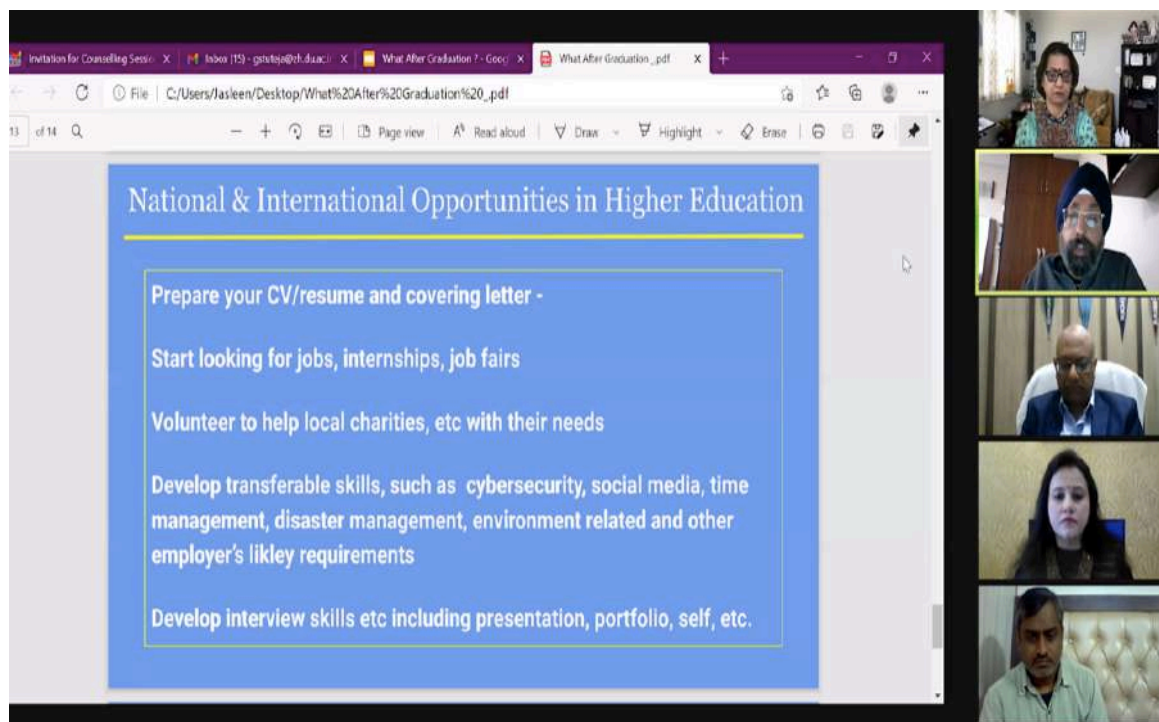 Invitation for Counselling Sessi
Inbox (15) - gstuteja@zh.du.ac.i
What After Graduation ? - Goog
What After Graduation _.pdf
File
C:/Users/Jasleen/Desktop/What%20After%20Graduation%20_.pdf
13 of 14
Page view
Read aloud
Draw
Highlight
Erase
National & International Opportunities in Higher Education
Prepare your CV/resume and covering letter -
Start looking for jobs, internships, job fairs
Volunteer to help local charities, etc with their needs
Develop transferable skills, such as cybersecurity, social media, time
management, disaster management, environment related and other
employer's likley requirements
Develop interview skills etc including presentation, portfolio, self, etc.